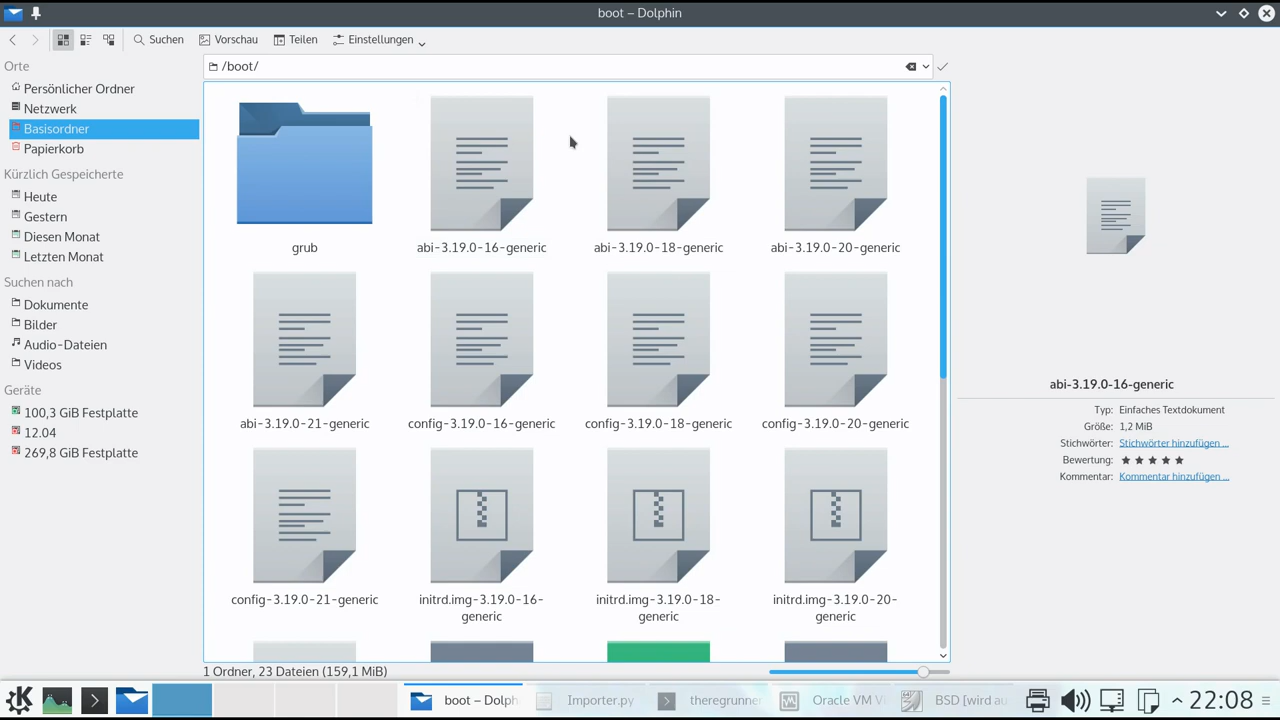 boot – Dolphin
Suchen
Vorschau
Teilen
Einstellungen
Orte
/boot/
Persönlicher Ordner
Netzwerk
Basisordner
Papierkorb
Kürzlich Gespeicherte
Heute
Gestern
Diesen Monat
Letzten Monat
Suchen nach
Dokumente
Bilder
Audio-Dateien
Videos
Geräte
100,3 GiB Festplatte
12.04
269,8 GiB Festplatte
grub
abi-3.19.0-16-generic
abi-3.19.0-18-generic
abi-3.19.0-20-generic
abi-3.19.0-21-generic
config-3.19.0-16-generic
config-3.19.0-18-generic
config-3.19.0-20-generic
config-3.19.0-21-generic
initrd.img-3.19.0-16-
generic
initrd.img-3.19.0-18-
generic
initrd.img-3.19.0-20-
generic
abi-3.19.0-16-generic
Typ: Einfaches Textdokument
Größe: 1,2 MiB
Stichwörter: Stichwörter hinzufügen ...
Bewertung:
Kommentar: Kommentar hinzufügen ...
1 Ordner, 23 Dateien (159,1 MiB)
boot – Dolph
Importer.py
theregrunner
Oracle VM Vi
BSD [wird au
22:08